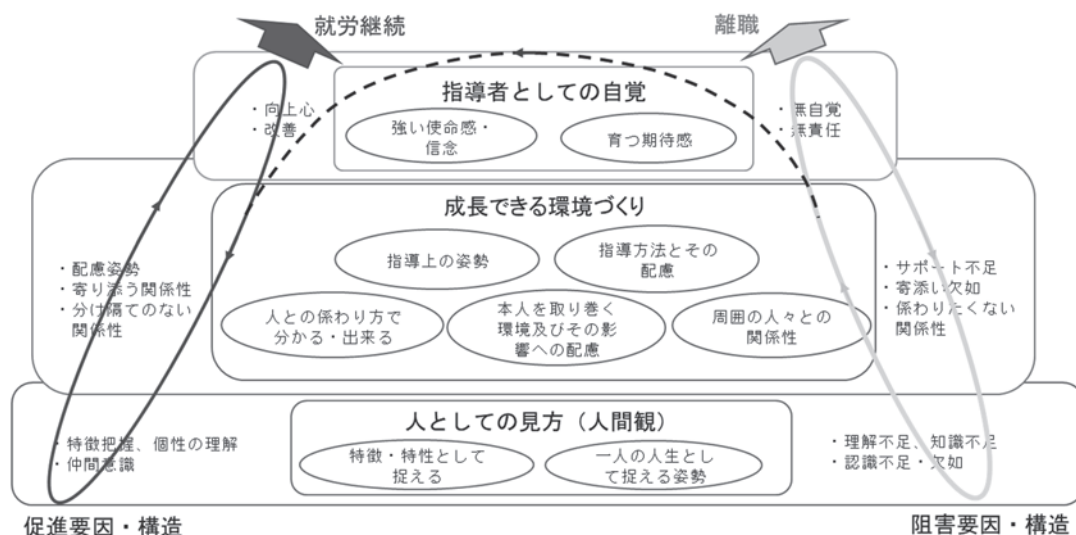 就労継続
離職
指導者としての自覚
・向上心
・改善
強い使命感・
信念
育つ期待感
・無自覚
・無責任
成長できる環境づくり
指導上の姿勢
指導方法とその
配慮
・配慮姿勢
・寄り添う関係性
・分け隔てのない
関係性
人との係わり方で
分かる・出来る
本人を取り巻く
環境及びその影
響への配慮
周囲の人々との
関係性
・サポート不足
・寄添い欠如
・係わりたくない
関係性
人としての見方（人間観）
・特徴把握、個性の理解
・仲間意識
特徴・特性として
捉える
一人の人生とし
て捉える姿勢
・理解不足、知識不足
・認識不足・欠如
促進要因・構造
阻害要因・構造